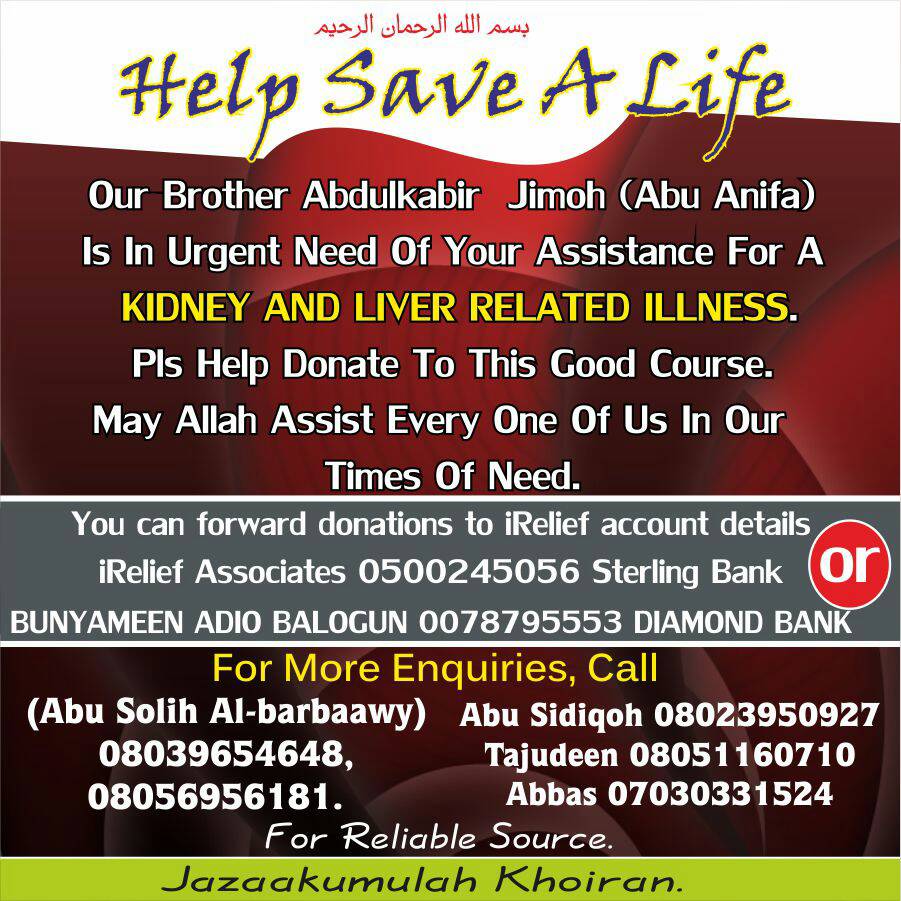 بسم الله الرحمان الرحيم
Help Save A Life
Our Brother Abdulkabir Jimoh (Abu Anifa)
Is In Urgent Need Of Your Assistance For A
KIDNEY AND LIVER RELATED ILLNESS.
Pls Help Donate To This Good Course.
May Allah Assist Every One Of Us In Our
Times Of Need.
You can forward donations to iRelief account details
iRelief Associates 0500245056 Sterling Bank
or
BUNYAMEEN ADIO BALOGUN 0078795553 DIAMOND BANK
For More Enquiries, Call
(Abu Solih Al-barbaawy)
08039654648,
08056956181.
Abu Sidiqoh 08023950927
Tajudeen 08051160710
Abbas 07030331524
For Reliable Source.
Jazaakumulah Khoiran.